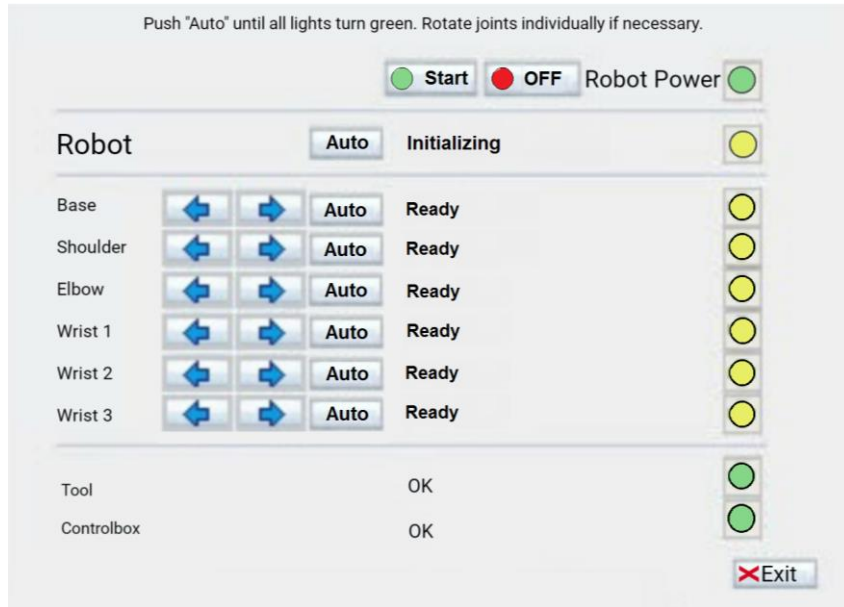 Push "Auto" until all lights turn green. Rotate joints individually if necessary.
Start OFF Robot Power
Robot Auto Initializing
Base Auto Ready
Shoulder Auto Ready
Elbow Auto Ready
Wrist 1 Auto Ready
Wrist 2 Auto Ready
Wrist 3 Auto Ready
Tool OK
Controlbox OK
Exit